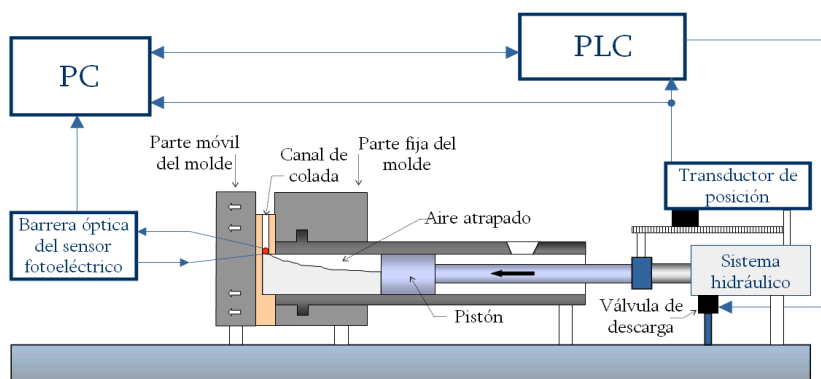 PC
PLC
Parte móvil
del molde
Canal de
colada
Parte fija del
molde
Transductor de
posición
Aire atrapado
Barrera óptica
del sensor
fotoeléctrico
Sistema
hidráulico
Pistón
Válvula de
descarga